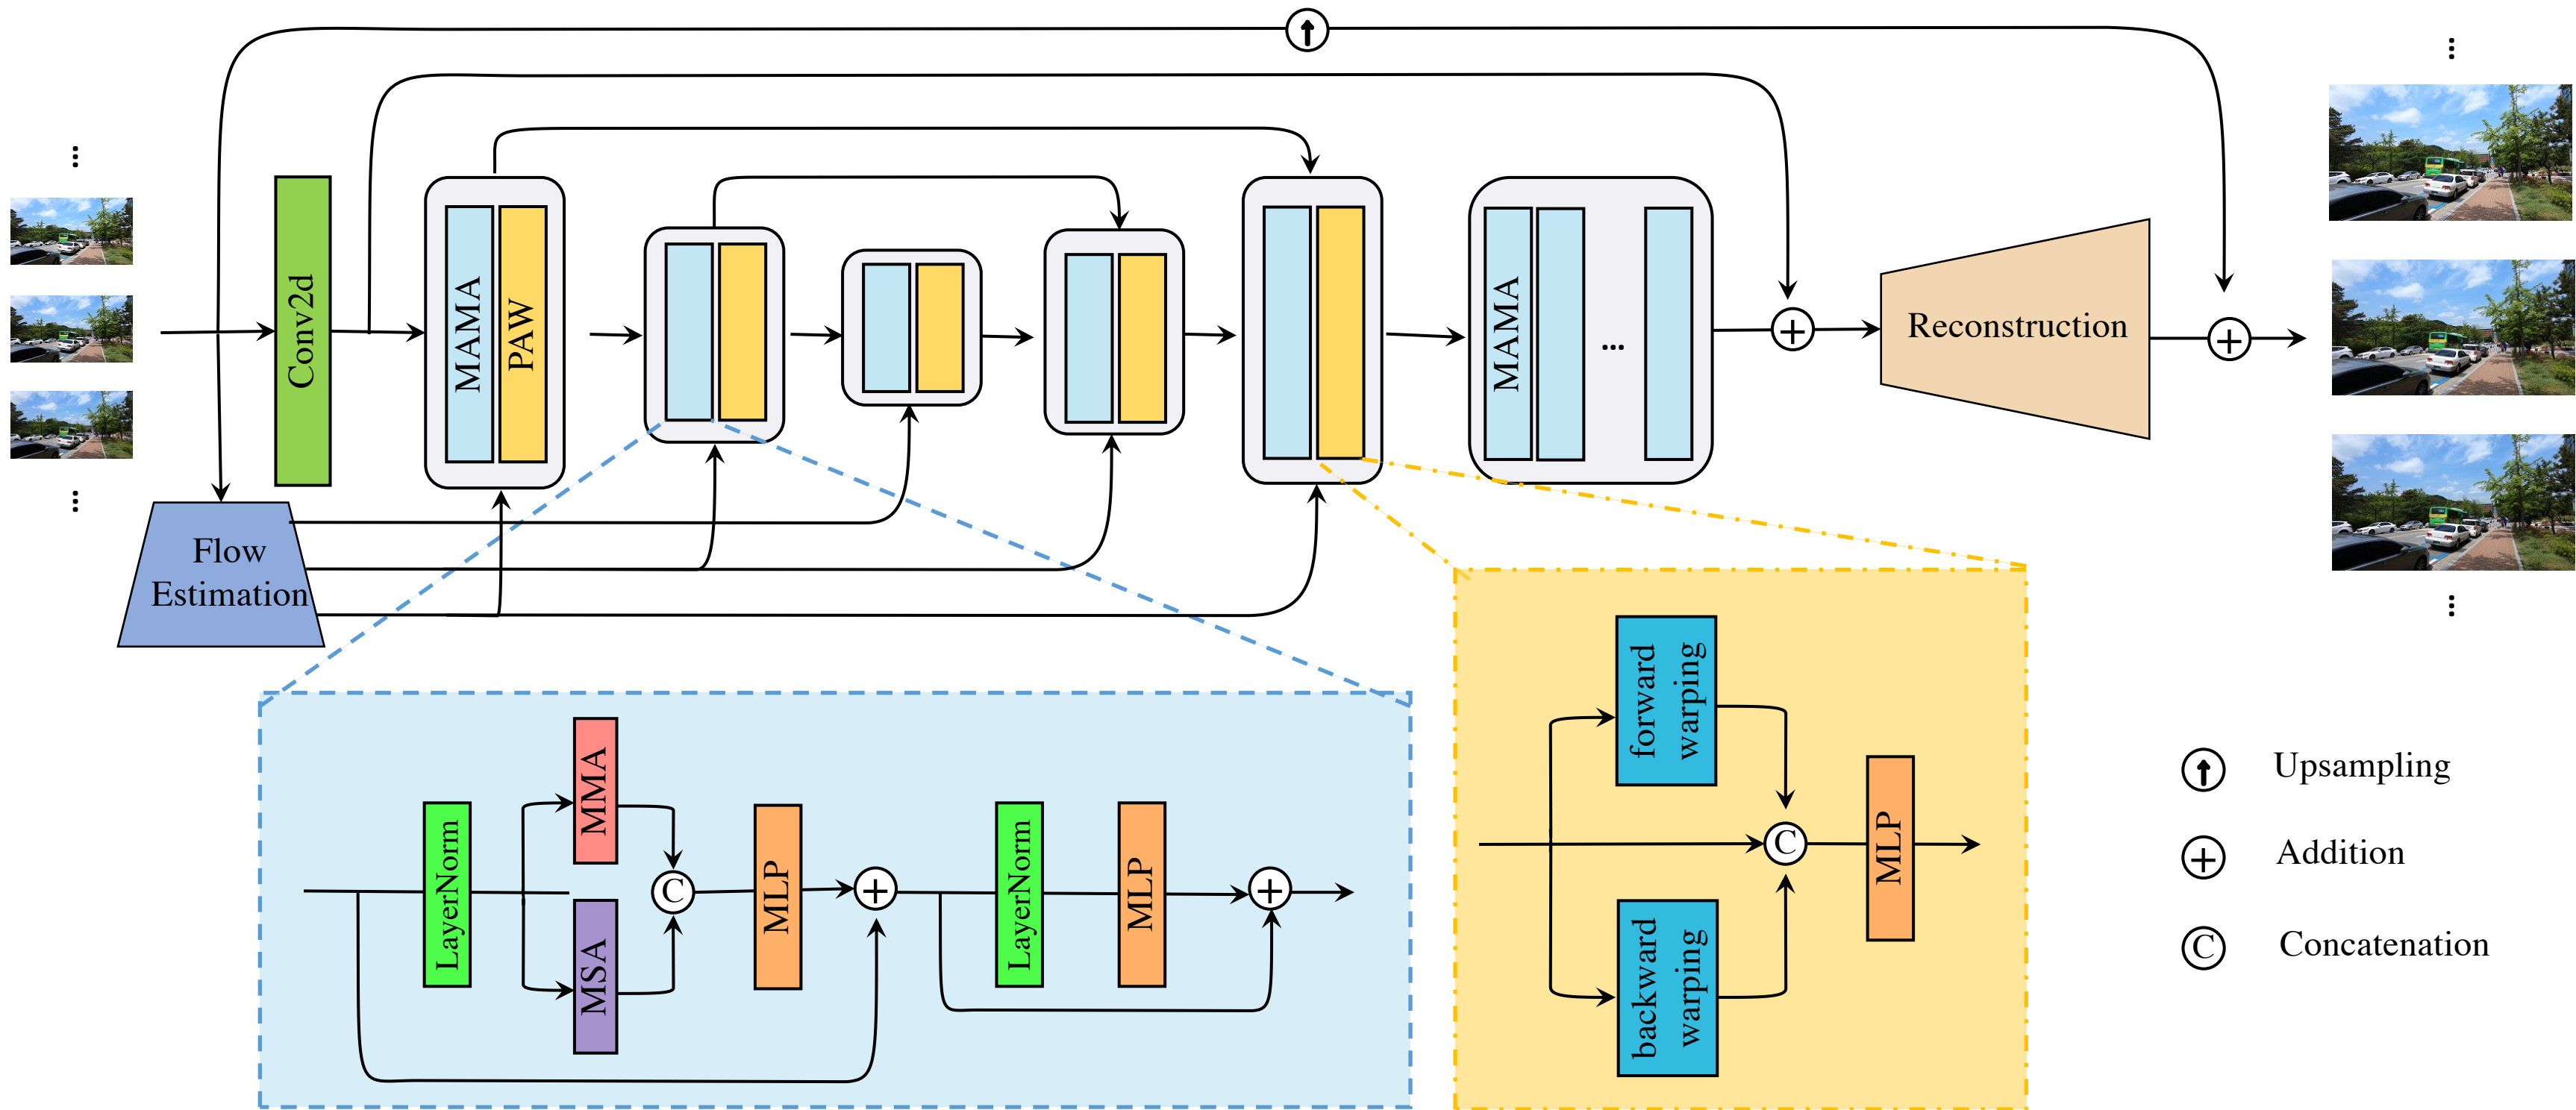 Conv2d
MAMA
PAW
MAMA
...
Reconstruction
Flow
Estimation
LayerNorm
MMA
MSA
C
MLP
LayerNorm
MLP
forward
warping
backward
warping
C
MLP
Upsampling
Addition
C Concatenation